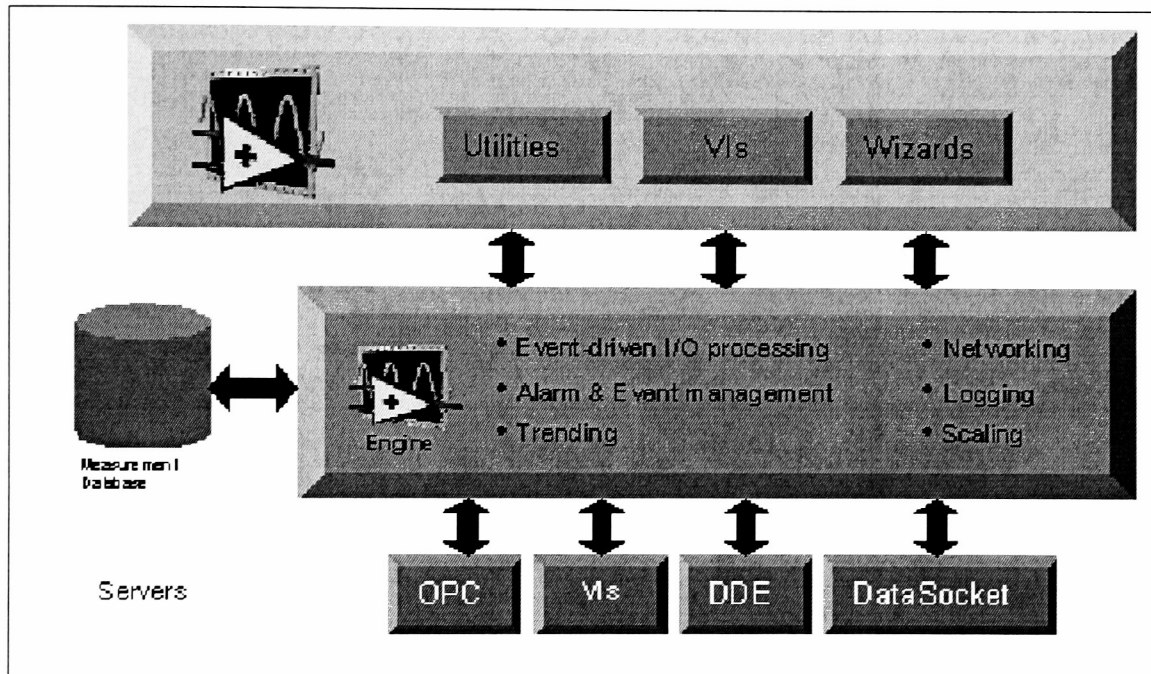 Utilities
VIs
Wizards
• Event-driven I/O processing
• Networking
• Alarm & Event management
• Logging
Engine
• Trending
• Scaling
Measurement
Database
Servers
OPC
VIs
DDE
DataSocket